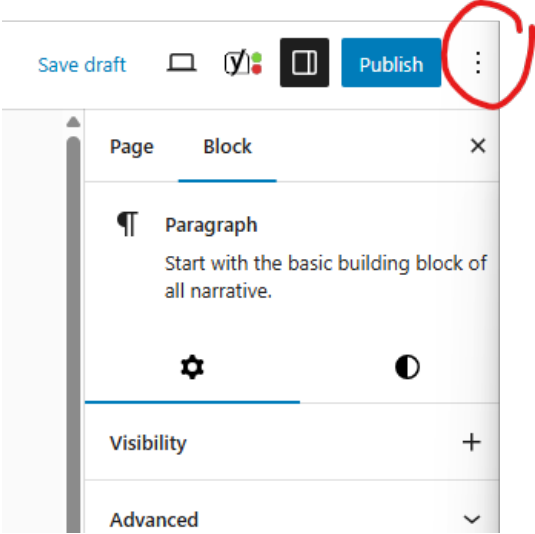 Save draft
Publish
Page
Block
Paragraph
Start with the basic building block of
all narrative.
Visibility
Advanced